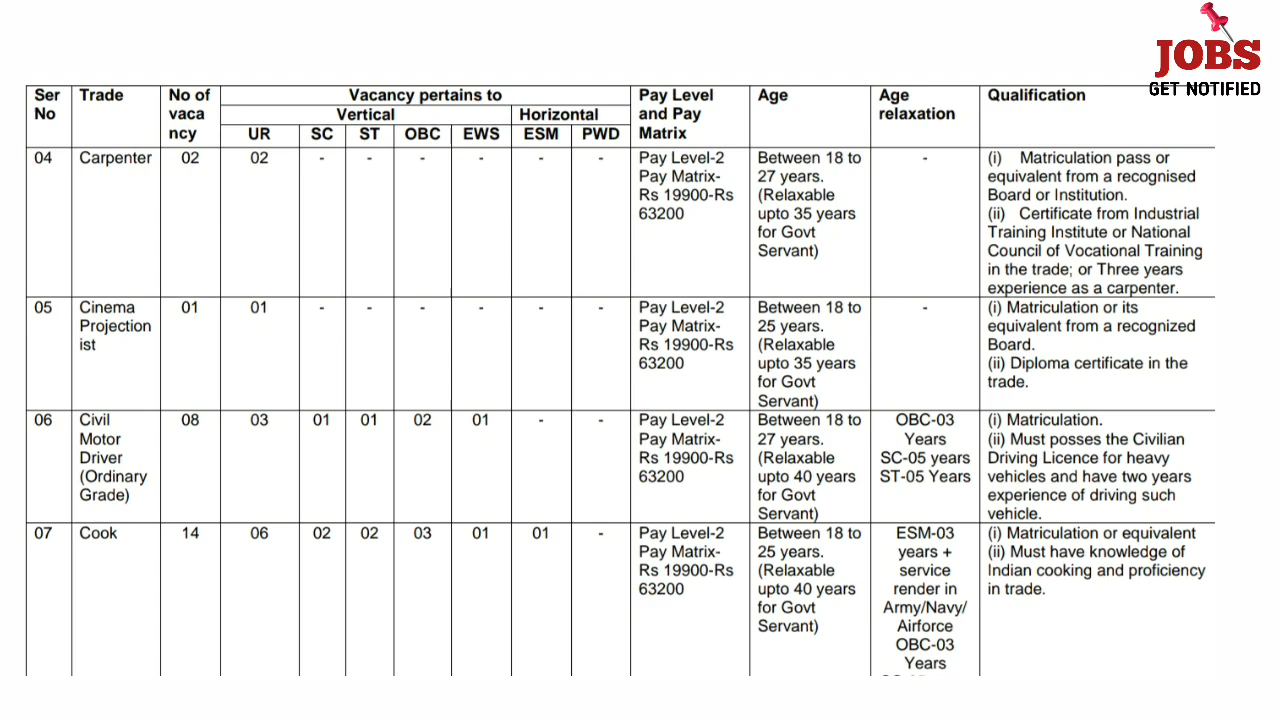 JOBS
GET NOTIFIED
Ser No | Trade | No of vaca ncy | Vacancy pertains to | Pay Level and Pay Matrix | Age | Age relaxation | Qualification
Vertical | Horizontal
UR | SC | ST | OBC | EWS | ESM | PWD
04 | Carpenter | 02 | 02 | - | - | - | - | - | - | Pay Level-2 Pay Matrix- Rs 19900-Rs 63200 | Between 18 to 27 years. (Relaxable upto 35 years for Govt Servant) | - | (i) Matriculation pass or equivalent from a recognised Board or Institution. (ii) Certificate from Industrial Training Institute or National Council of Vocational Training in the trade; or Three years experience as a carpenter.
05 | Cinema Projection ist | 01 | 01 | - | - | - | - | - | - | Pay Level-2 Pay Matrix- Rs 19900-Rs 63200 | Between 18 to 25 years. (Relaxable upto 35 years for Govt Servant) | - | (i) Matriculation or its equivalent from a recognized Board. (ii) Diploma certificate in the trade.
06 | Civil Motor Driver (Ordinary Grade) | 08 | 03 | 01 | 01 | 02 | 01 | - | - | Pay Level-2 Pay Matrix- Rs 19900-Rs 63200 | Between 18 to 27 years. (Relaxable upto 40 years for Govt Servant) | OBC-03 Years SC-05 years ST-05 Years | (i) Matriculation. (ii) Must posses the Civilian Driving Licence for heavy vehicles and have two years experience of driving such vehicle.
07 | Cook | 14 | 06 | 02 | 02 | 03 | 01 | 01 | - | Pay Level-2 Pay Matrix- Rs 19900-Rs 63200 | Between 18 to 25 years. (Relaxable upto 40 years for Govt Servant) | ESM-03 years + service render in Army/Navy/ Airforce OBC-03 Years | (i) Matriculation or equivalent (ii) Must have knowledge of Indian cooking and proficiency in trade.